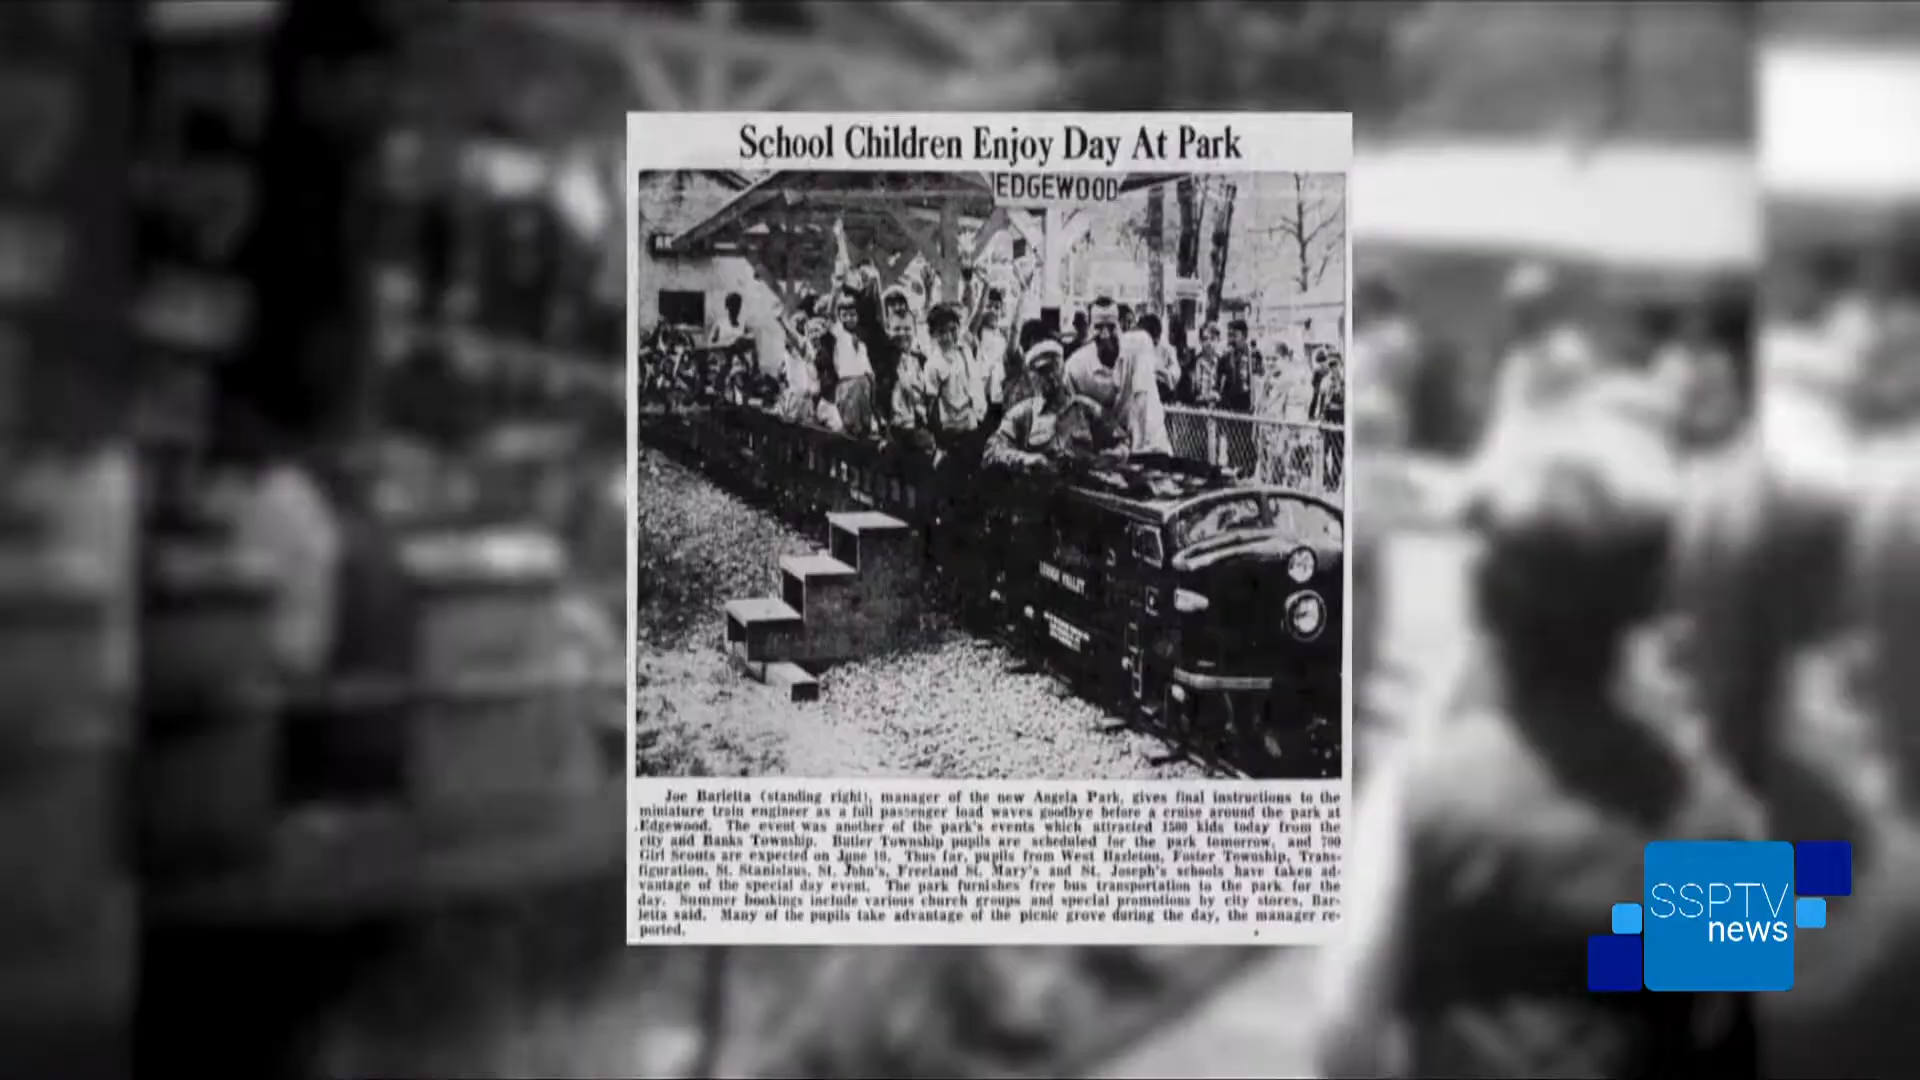 School Children Enjoy Day At Park
EDGEWOOD
LEHIGH VALLEY
Joe Barletta (standing right), manager of the new Angela Park, gives final instructions to the
miniature train engineer as a full passenger load waves goodbye before a cruise around the park at
Edgewood. The event was another of the park's events which attracted 1500 kids today from the
city and Banks Township. Butler Township pupils are scheduled for the park tomorrow, and 700
Girl Scouts are expected on June 16. Thus far, pupils from West Hazleton, Foster Township, Trans-
figuration, St. Stanislaus, St. John's, Freeland St. Mary's and St. Joseph's schools have taken ad-
vantage of the special day event. The park furnishes free bus transportation to the park for the
day. Summer bookings include various church groups and special promotions by city stores, Bar-
letta said. Many of the pupils take advantage of the picnic grove during the day, the manager re-
ported.
SSPTV
news